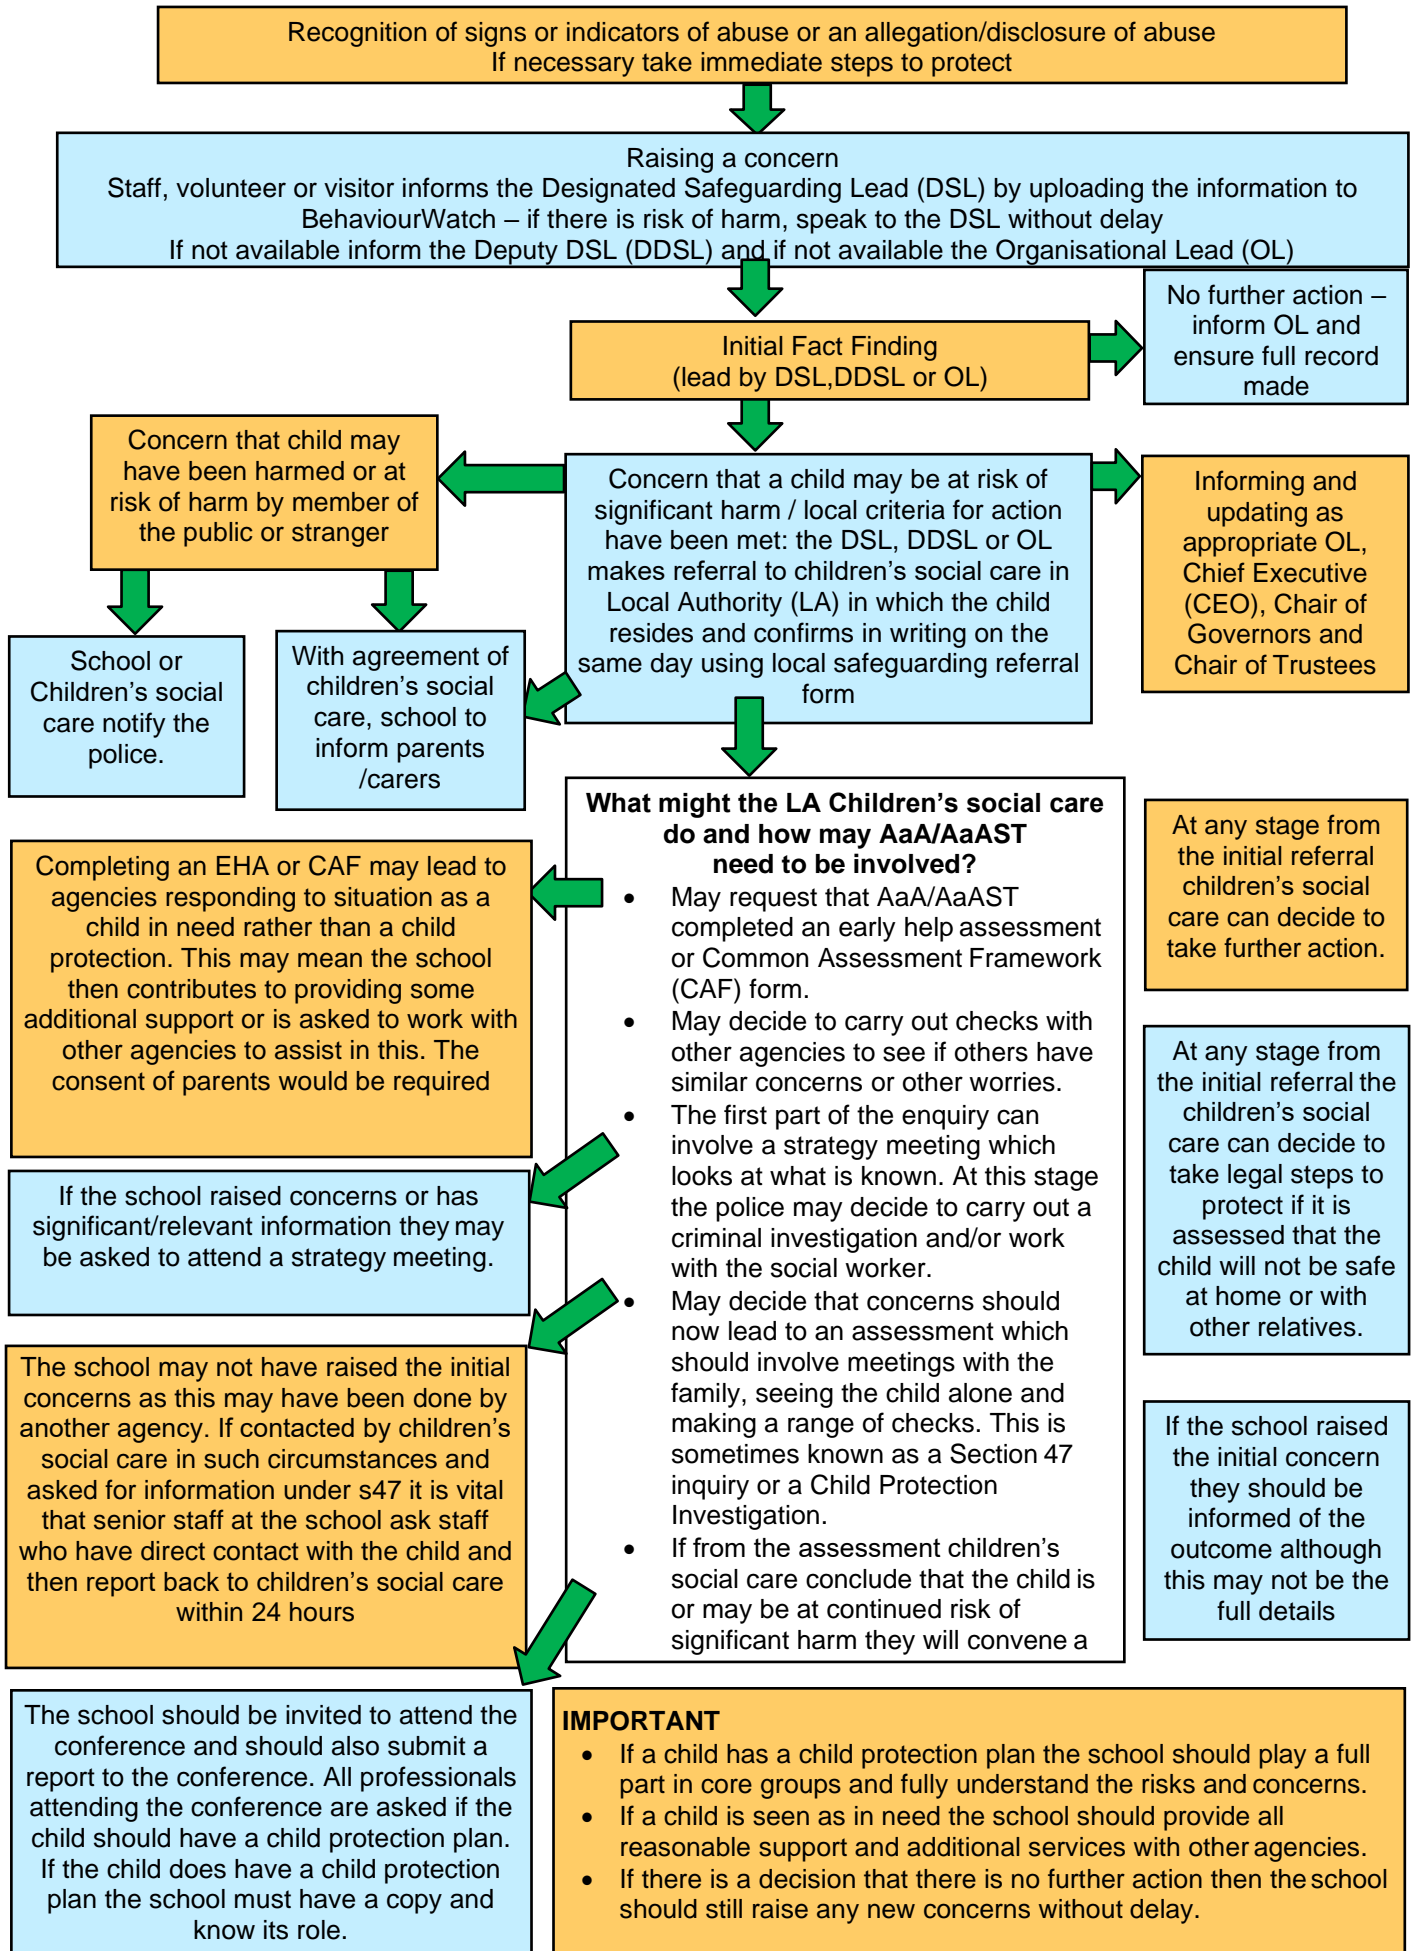 Recognition of signs or indicators of abuse or an allegation/disclosure of abuse
If necessary take immediate steps to protect
Raising a concern
Staff, volunteer or visitor informs the Designated Safeguarding Lead (DSL) by uploading the information to
BehaviourWatch – if there is risk of harm, speak to the DSL without delay
If not available inform the Deputy DSL (DDSL) and if not available the Organisational Lead (OL)
Initial Fact Finding
(lead by DSL,DDSL or OL)
No further action –
inform OL and
ensure full record
made
Concern that child may
have been harmed or at
risk of harm by member of
the public or stranger
Concern that a child may be at risk of
significant harm / local criteria for action
have been met: the DSL, DDSL or OL
makes referral to children’s social care in
Local Authority (LA) in which the child
resides and confirms in writing on the
same day using local safeguarding referral
form
Informing and
updating as
appropriate OL,
Chief Executive
(CEO), Chair of
Governors and
Chair of Trustees
School or
Children’s social
care notify the
police.
With agreement of
children’s social
care, school to
inform parents
/carers
What might the LA Children’s social care
do and how may AaA/AaAST
need to be involved?
• May request that AaA/AaAST
completed an early help assessment
or Common Assessment Framework
(CAF) form.
• May decide to carry out checks with
other agencies to see if others have
similar concerns or other worries.
• The first part of the enquiry can
involve a strategy meeting which
looks at what is known. At this stage
the police may decide to carry out a
criminal investigation and/or work
with the social worker.
• May decide that concerns should
now lead to an assessment which
should involve meetings with the
family, seeing the child alone and
making a range of checks. This is
sometimes known as a Section 47
inquiry or a Child Protection
Investigation.
• If from the assessment children’s
social care conclude that the child is
or may be at continued risk of
significant harm they will convene a
Completing an EHA or CAF may lead to
agencies responding to situation as a
child in need rather than a child
protection. This may mean the school
then contributes to providing some
additional support or is asked to work with
other agencies to assist in this. The
consent of parents would be required
If the school raised concerns or has
significant/relevant information they may
be asked to attend a strategy meeting.
The school may not have raised the initial
concerns as this may have been done by
another agency. If contacted by children’s
social care in such circumstances and
asked for information under s47 it is vital
that senior staff at the school ask staff
who have direct contact with the child and
then report back to children’s social care
within 24 hours
The school should be invited to attend the
conference and should also submit a
report to the conference. All professionals
attending the conference are asked if the
child should have a child protection plan.
If the child does have a child protection
plan the school must have a copy and
know its role.
At any stage from
the initial referral
children’s social
care can decide to
take further action.
At any stage from
the initial referral the
children’s social
care can decide to
take legal steps to
protect if it is
assessed that the
child will not be safe
at home or with
other relatives.
If the school raised
the initial concern
they should be
informed of the
outcome although
this may not be the
full details
IMPORTANT
• If a child has a child protection plan the school should play a full
part in core groups and fully understand the risks and concerns.
• If a child is seen as in need the school should provide all
reasonable support and additional services with other agencies.
• If there is a decision that there is no further action then the school
should still raise any new concerns without delay.